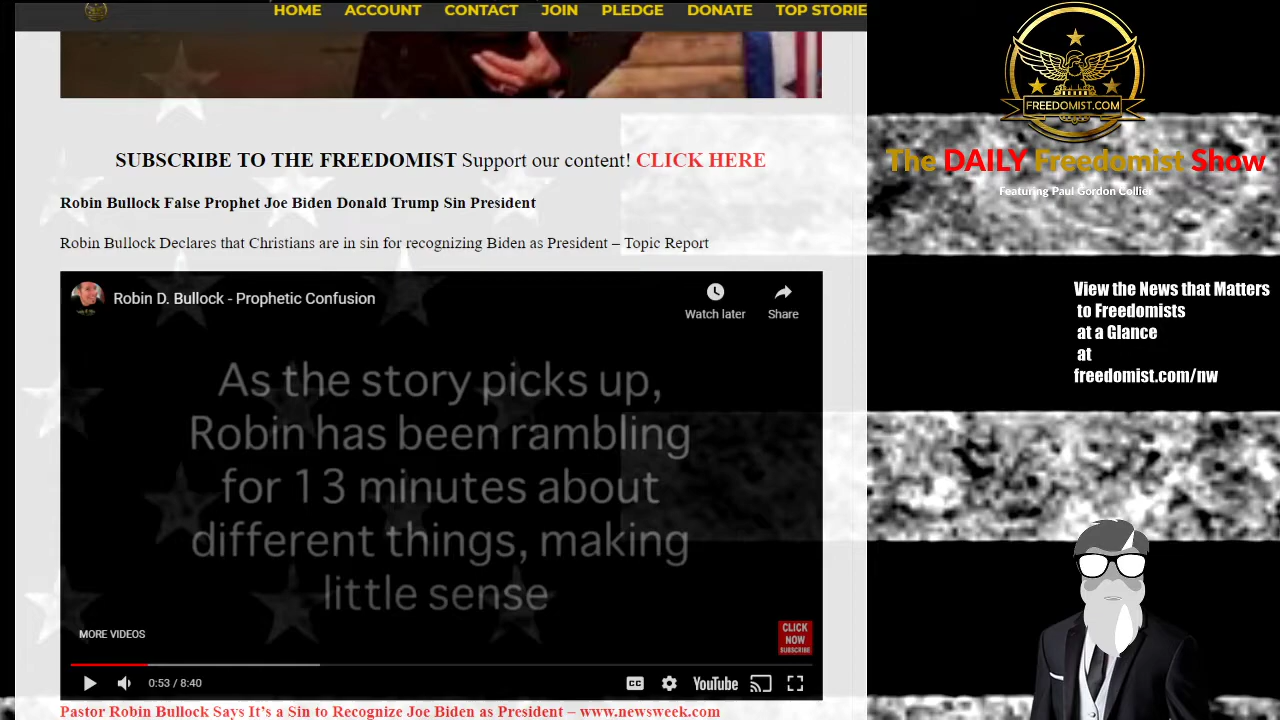 HOME ACCOUNT CONTACT JOIN PLEDGE DONATE TOP STORIE
SUBSCRIBE TO THE FREEDOMIST Support our content! CLICK HERE
Robin Bullock False Prophet Joe Biden Donald Trump Sin President
Robin Bullock Declares that Christians are in sin for recognizing Biden as President – Topic Report
Robin D. Bullock - Prophetic Confusion
Watch later
Share
As the story picks up,
Robin has been rambling
for 13 minutes about
different things, making
little sense
MORE VIDEOS
CLICK
NOW
SUBSCRIBE
0:53 / 8:40
CC
YouTube
Pastor Robin Bullock Says It's a Sin to Recognize Joe Biden as President – www.newsweek.com
FREEDOMIST.COM
The DAILY Freedomist Show
Featuring Paul Gordon Collier
View the News that Matters
to Freedomists
at a Glance
at
freedomist.com/nw